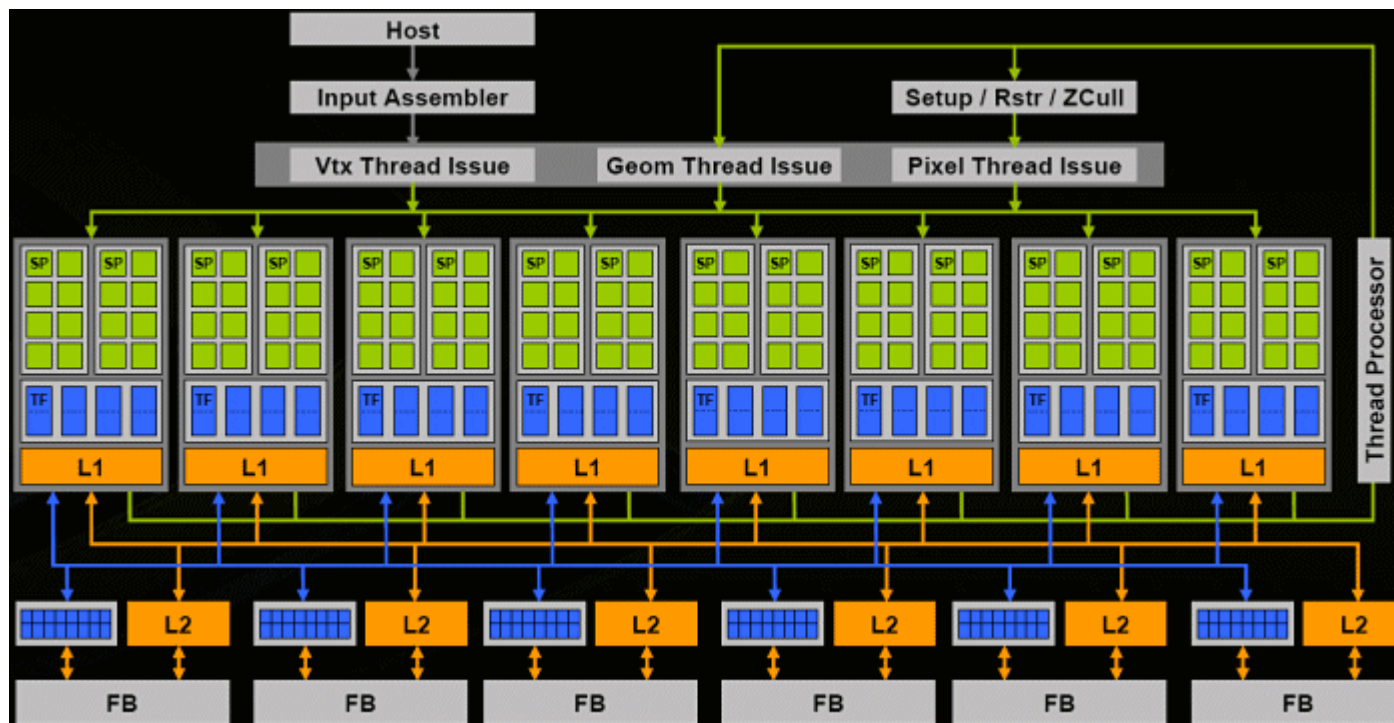 Host
Input Assembler
Setup / Rstr / ZCull
Vtx Thread Issue
Geom Thread Issue
Pixel Thread Issue
SP SP SP SP SP SP SP SP SP SP SP SP SP SP SP SP
TF TF TF TF TF TF TF TF
L1 L1 L1 L1 L1 L1 L1 L1
Thread Processor
L2 L2 L2 L2 L2 L2
FB FB FB FB FB FB